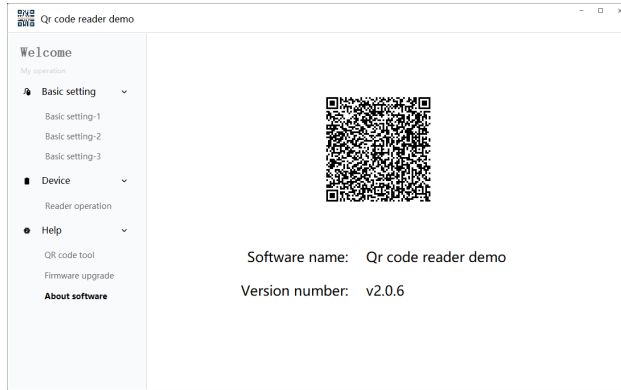 Qr code reader demo
Welcome
My operation
Basic setting
Basic setting-1
Basic setting-2
Basic setting-3
Device
Reader operation
Help
QR code tool
Firmware upgrade
About software
Software name: Qr code reader demo
Version number: v2.0.6